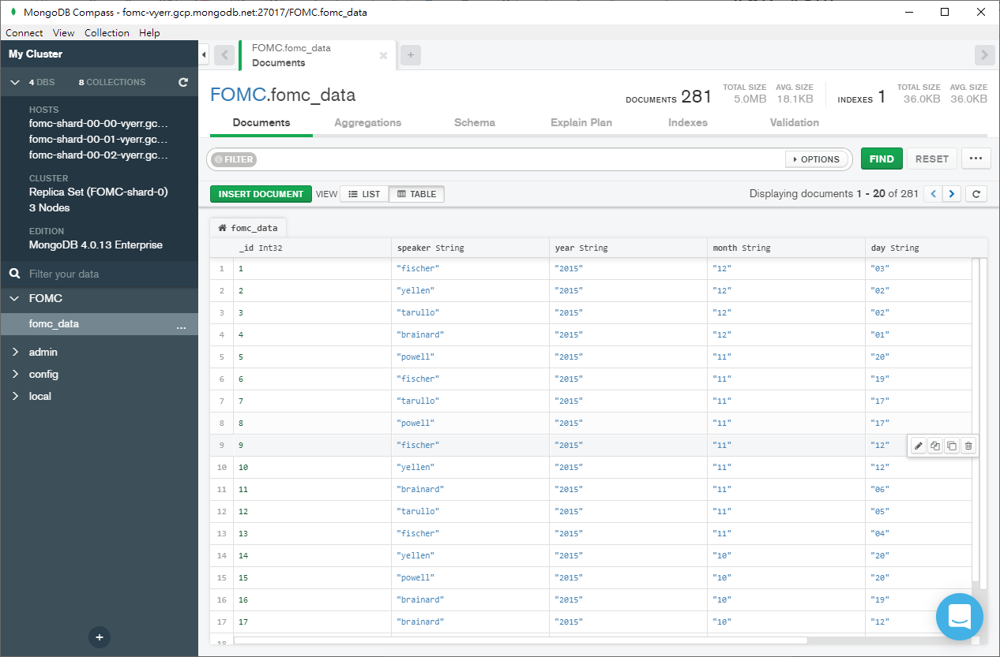 MongoDB Compass - fomc-vyerr.gcp.mongodb.net:27017/FOMC.fomc_data
Connect View Collection Help
My Cluster
4 DBS 8 COLLECTIONS
HOSTS
fomc-shard-00-00-vyerr.gc...
fomc-shard-00-01-vyerr.gc...
fomc-shard-00-02-vyerr.gc...
CLUSTER
Replica Set (FOMC-shard-0)
3 Nodes
EDITION
MongoDB 4.0.13 Enterprise
Filter your data
FOMC
fomc_data ...
admin
config
local
FOMC.fomc_data
Documents
FOMC.fomc_data
DOCUMENTS 281 TOTAL SIZE 5.0MB AVG. SIZE 18.1KB INDEXES 1 TOTAL SIZE 36.0KB AVG. SIZE 36.0KB
Documents Aggregations Schema Explain Plan Indexes Validation
FILTER OPTIONS FIND RESET ...
INSERT DOCUMENT VIEW LIST TABLE Displaying documents 1 - 20 of 281
fomc_data
_id Int32 speaker String year String month String day String
1 1 "fischer" "2015" "12" "03"
2 2 "yellen" "2015" "12" "02"
3 3 "tarullo" "2015" "12" "02"
4 4 "brainard" "2015" "12" "01"
5 5 "powell" "2015" "11" "20"
6 6 "fischer" "2015" "11" "19"
7 7 "tarullo" "2015" "11" "17"
8 8 "powell" "2015" "11" "17"
9 9 "fischer" "2015" "11" "12"
10 10 "yellen" "2015" "11" "12"
11 11 "brainard" "2015" "11" "06"
12 12 "tarullo" "2015" "11" "05"
13 13 "fischer" "2015" "11" "04"
14 14 "yellen" "2015" "10" "20"
15 15 "powell" "2015" "10" "20"
16 16 "brainard" "2015" "10" "19"
17 17 "brainard" "2015" "10" "12"
18